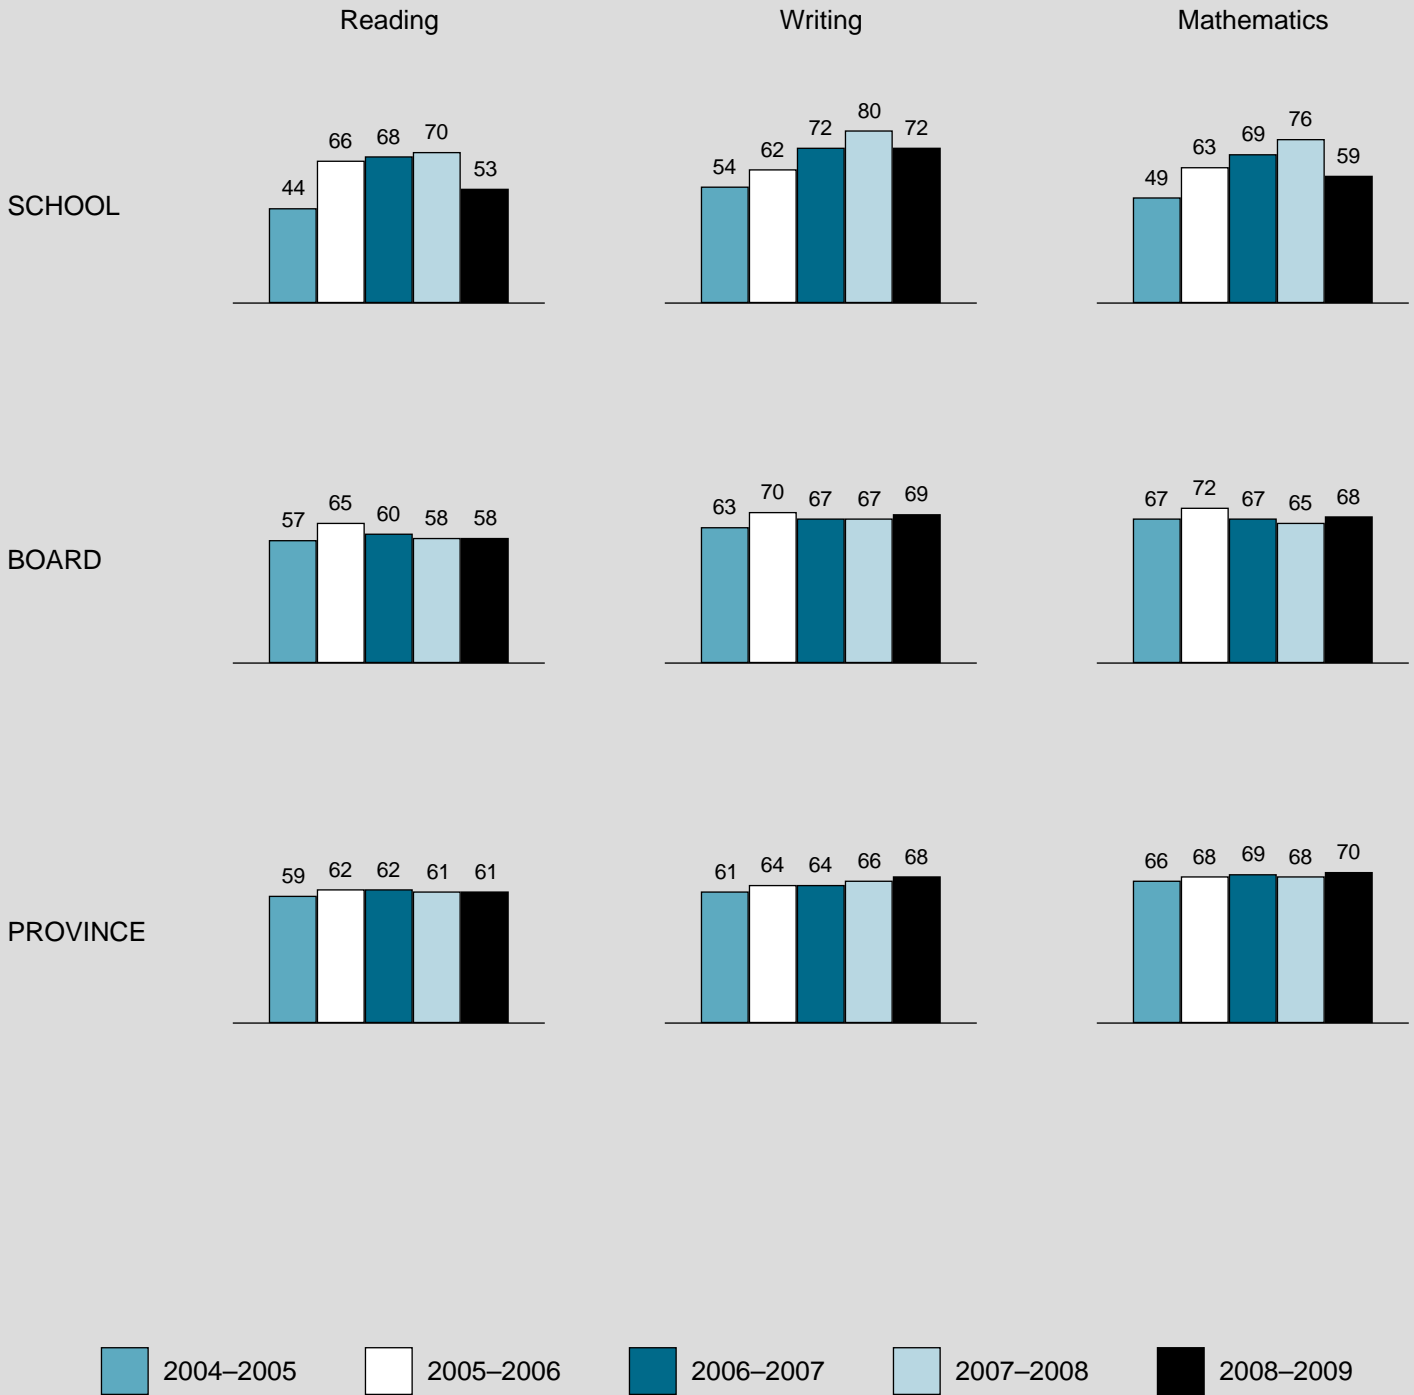 Reading Writing Mathematics
SCHOOL
44 66 68 70 53
54 62 72 80 72
49 63 69 76 59
BOARD
57 65 60 58 58
63 70 67 67 69
67 72 67 65 68
PROVINCE
59 62 62 61 61
61 64 64 66 68
66 68 69 68 70
2004–2005 2005–2006 2006–2007 2007–2008 2008–2009